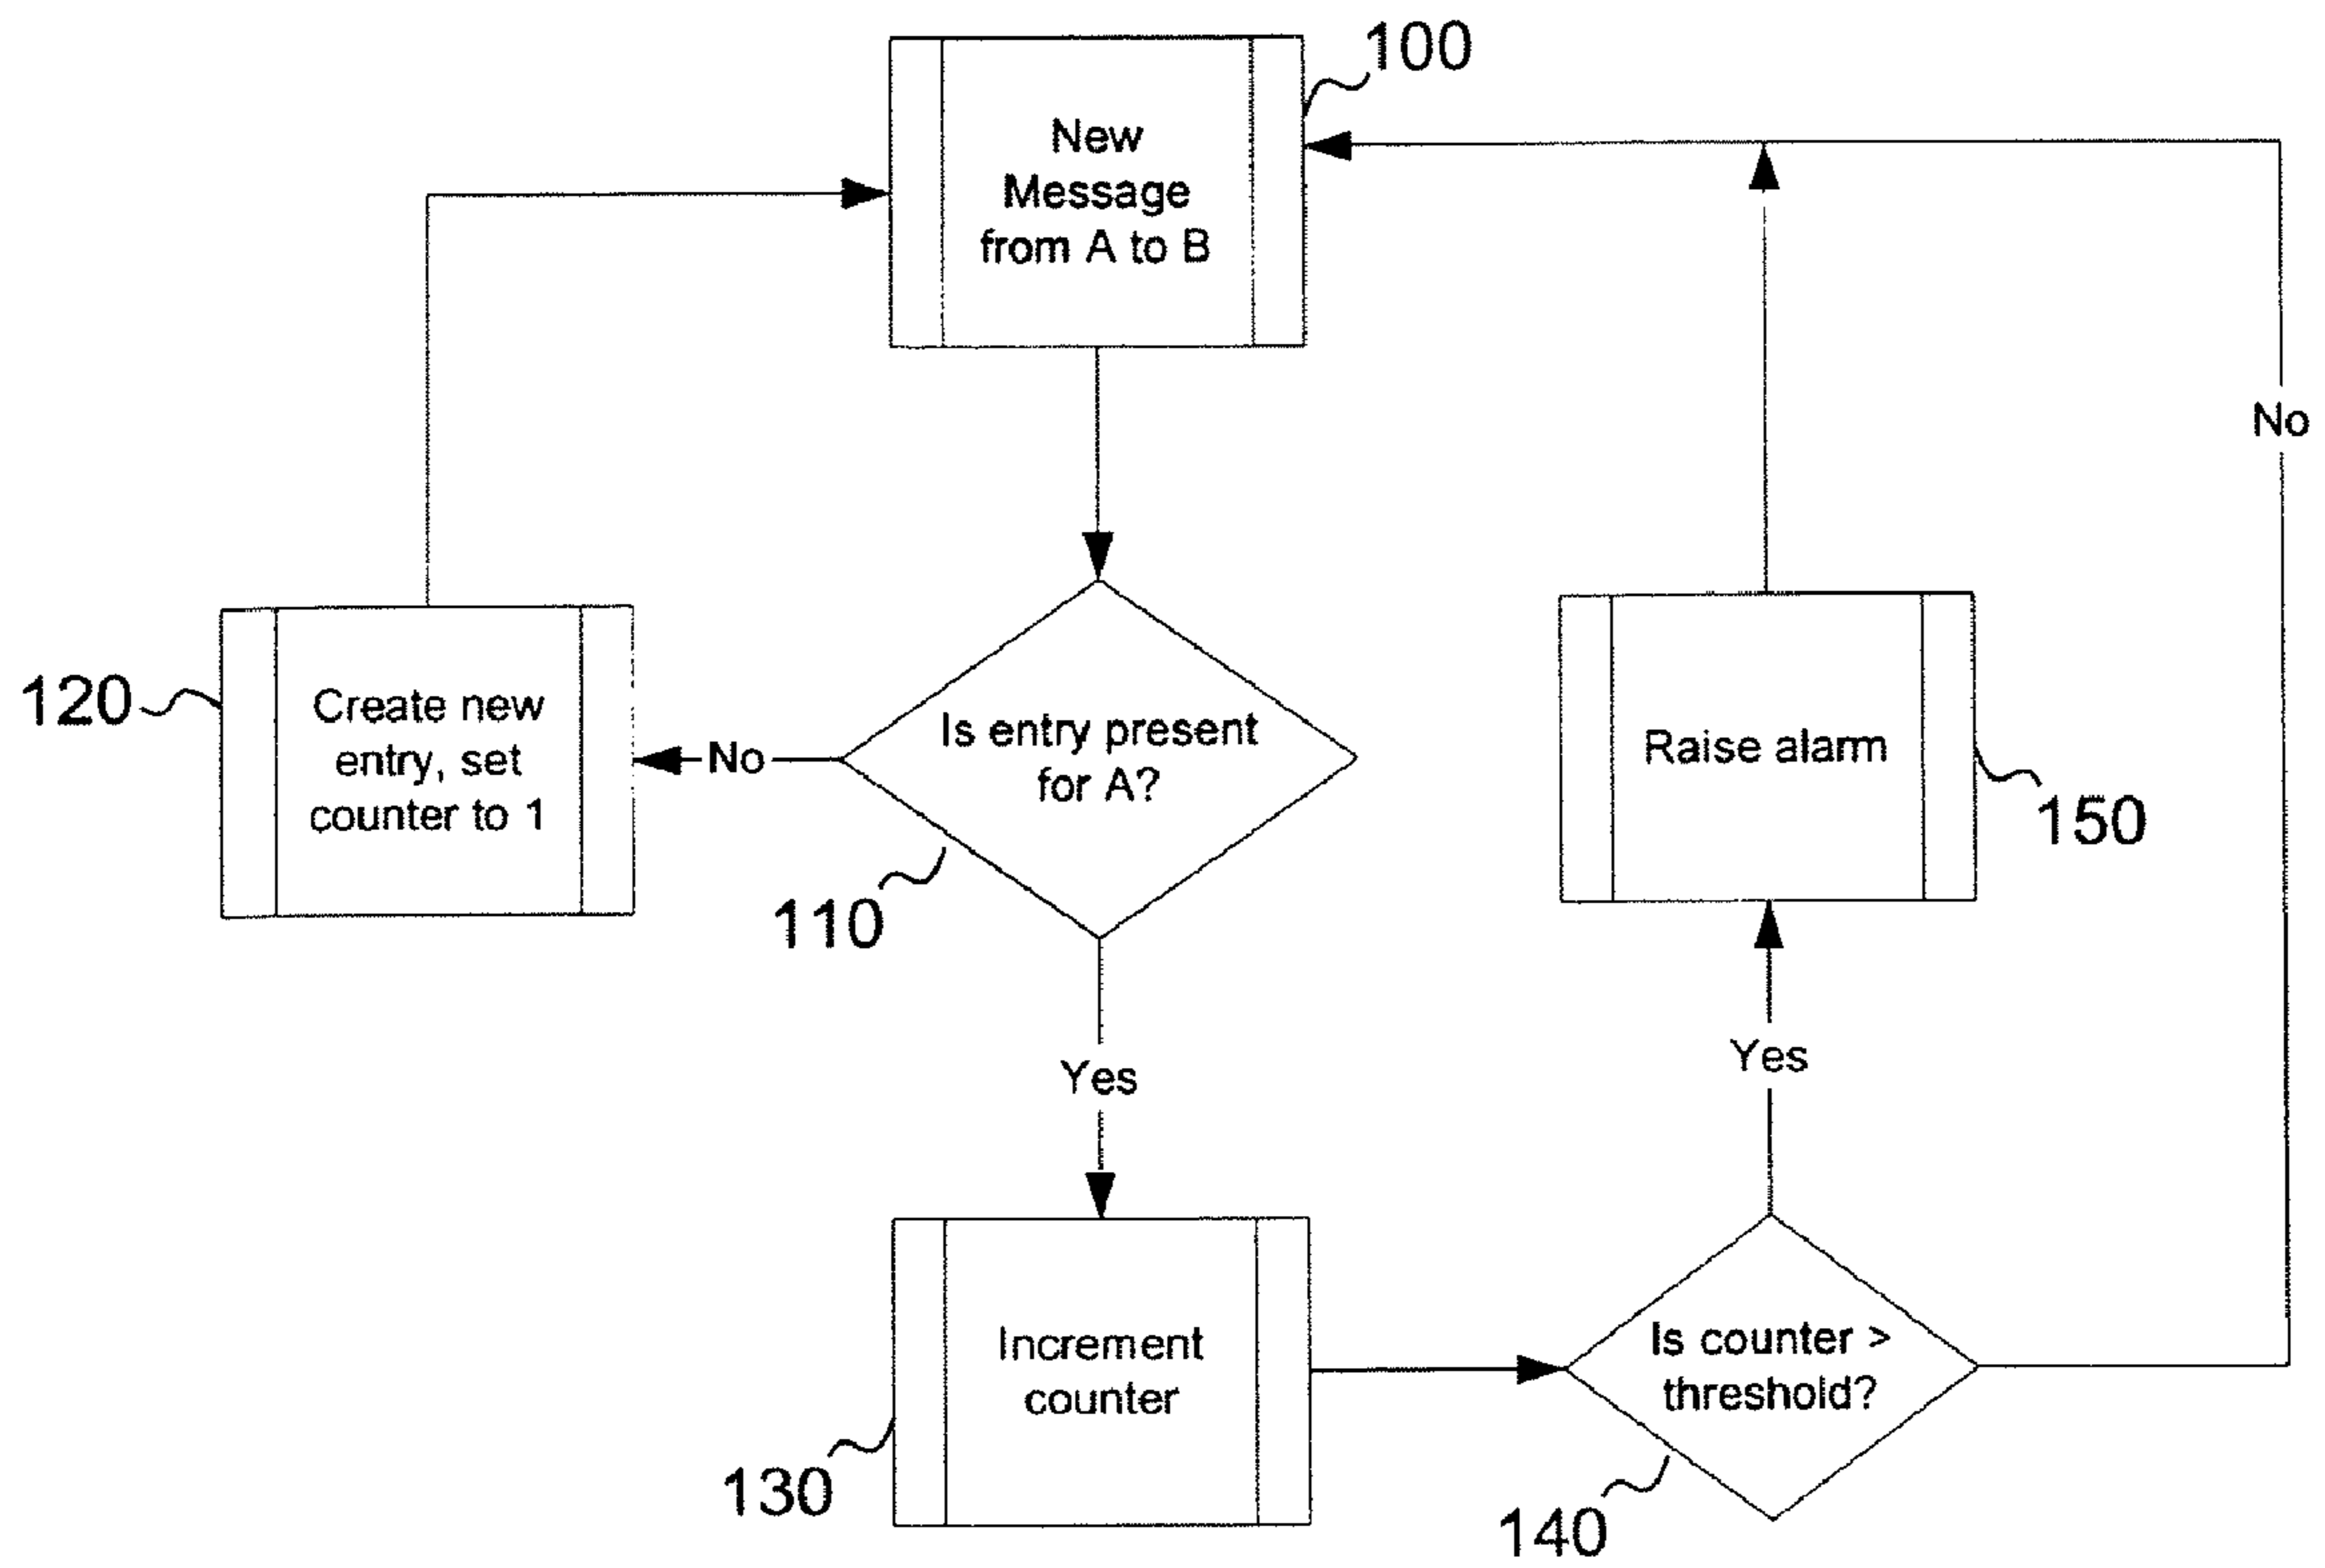 100
New
Message
from A to B
No
120
Create new
entry, set
counter to 1
No
Is entry present
for A?
110
Raise alarm
150
Yes
Yes
Increment
counter
130
Is counter >
threshold?
140